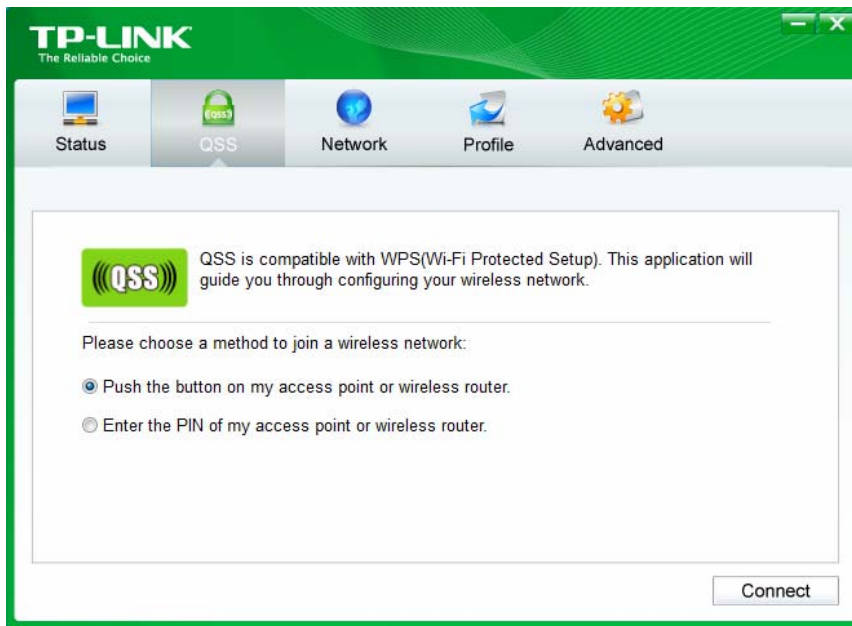 TP-LINK
The Reliable Choice
Status
QSS
QSS
Network
Profile
Advanced
QSS
QSS is compatible with WPS(Wi-Fi Protected Setup). This application will
guide you through configuring your wireless network.
Please choose a method to join a wireless network:
Push the button on my access point or wireless router.
Enter the PIN of my access point or wireless router.
Connect